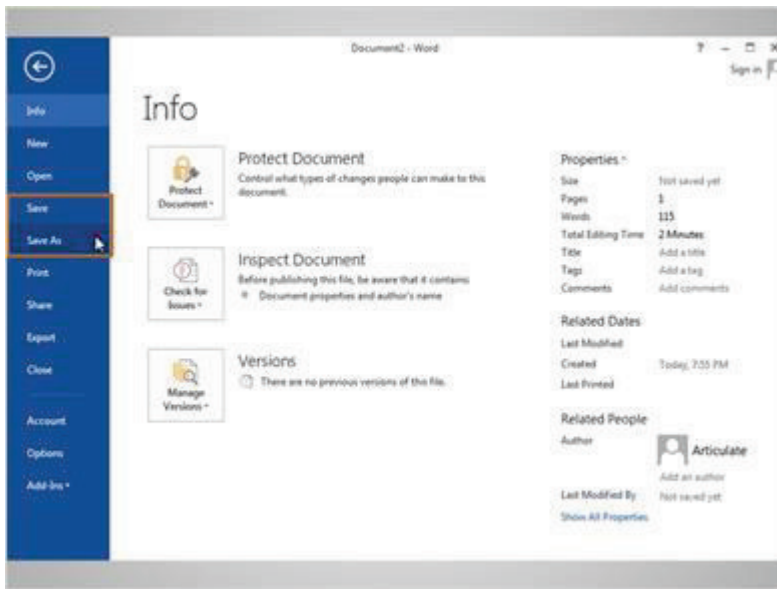 Document2 - Word
?
Sign in
Info
New
Open
Save
Save As
Print
Share
Export
Close
Account
Options
Add-Ins
Info
Protect Document
Protect Document
Control what types of changes people can make to this
document.
Check for Issues
Inspect Document
Before publishing this file, be aware that it contains:
Document properties and author's name
Manage Versions
Versions
There are no previous versions of this file.
Properties
Size Not saved yet
Pages 1
Words 115
Total Editing Time 2 Minutes
Title Add a title
Tags Add a tag
Comments Add comments
Related Dates
Last Modified
Created Today, 7:55 PM
Last Printed
Related People
Author Articulate
Add an author
Last Modified By Not saved yet
Show All Properties